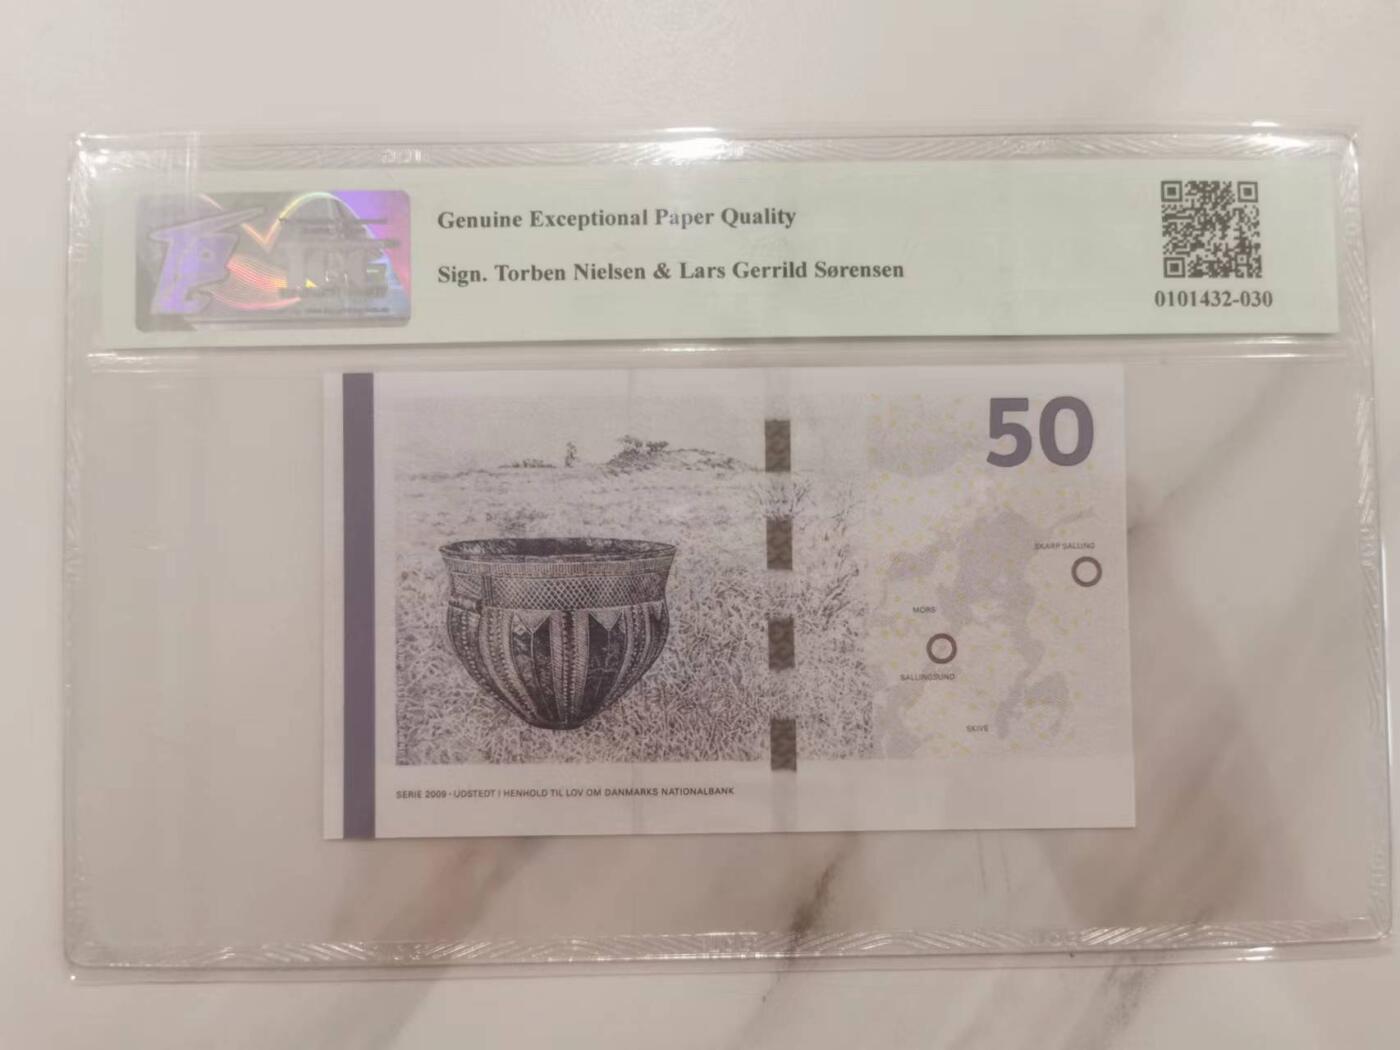 Genuine Exceptional Paper Quality
Sign. Torben Nielsen & Lars Gerrild Sørensen
0101432-030
50
SKARP SALLING
MORS
SALLINGSUND
SKIVE
SERIE 2009 · UDSTEDT I HENHOLD TIL LOV OM DANMARKS NATIONALBANK